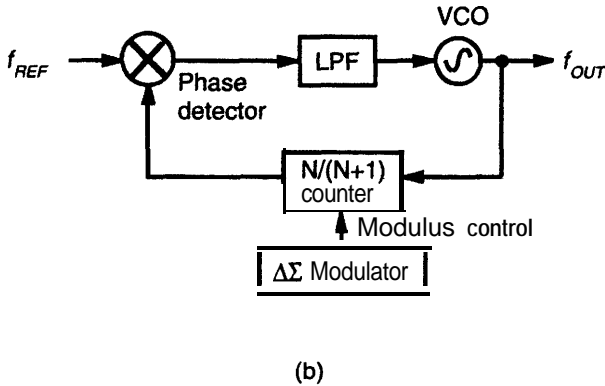 VCO
f_REF
LPF
f_OUT
Phase
detector
N/(N+1)
counter
Modulus control
ΔΣ Modulator
(b)